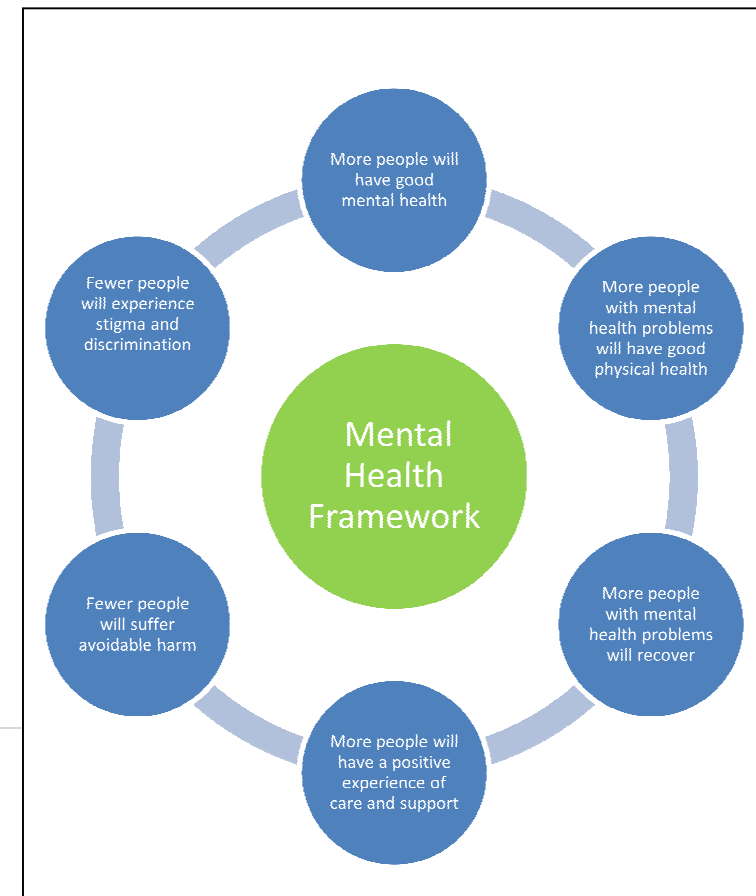 More people will
have good
mental health
More people
with mental
health problems
will have good
physical health
More people
with mental
health problems
will recover
More people will
have a positive
experience of
care and support
Fewer people
will suffer
avoidable harm
Fewer people
will experience
stigma and
discrimination
Mental
Health
Framework